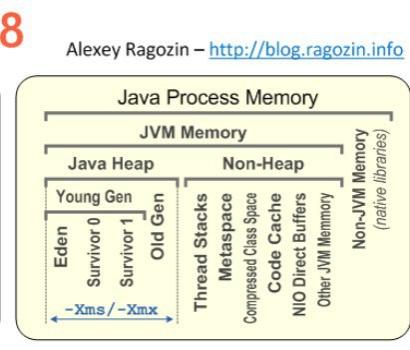 8
Alexey Ragozin – http://blog.ragozin.info
Java Process Memory
JVM Memory
Java Heap
Non-Heap
Young Gen
Eden
Survivor 0
Survivor 1
Old Gen
-Xms/-Xmx
Thread Stacks
Metaspace
Compressed Class Space
Code Cache
NIO Direct Buffers
Other JVM Memmory
Non-JVM Memory
(native libraries)